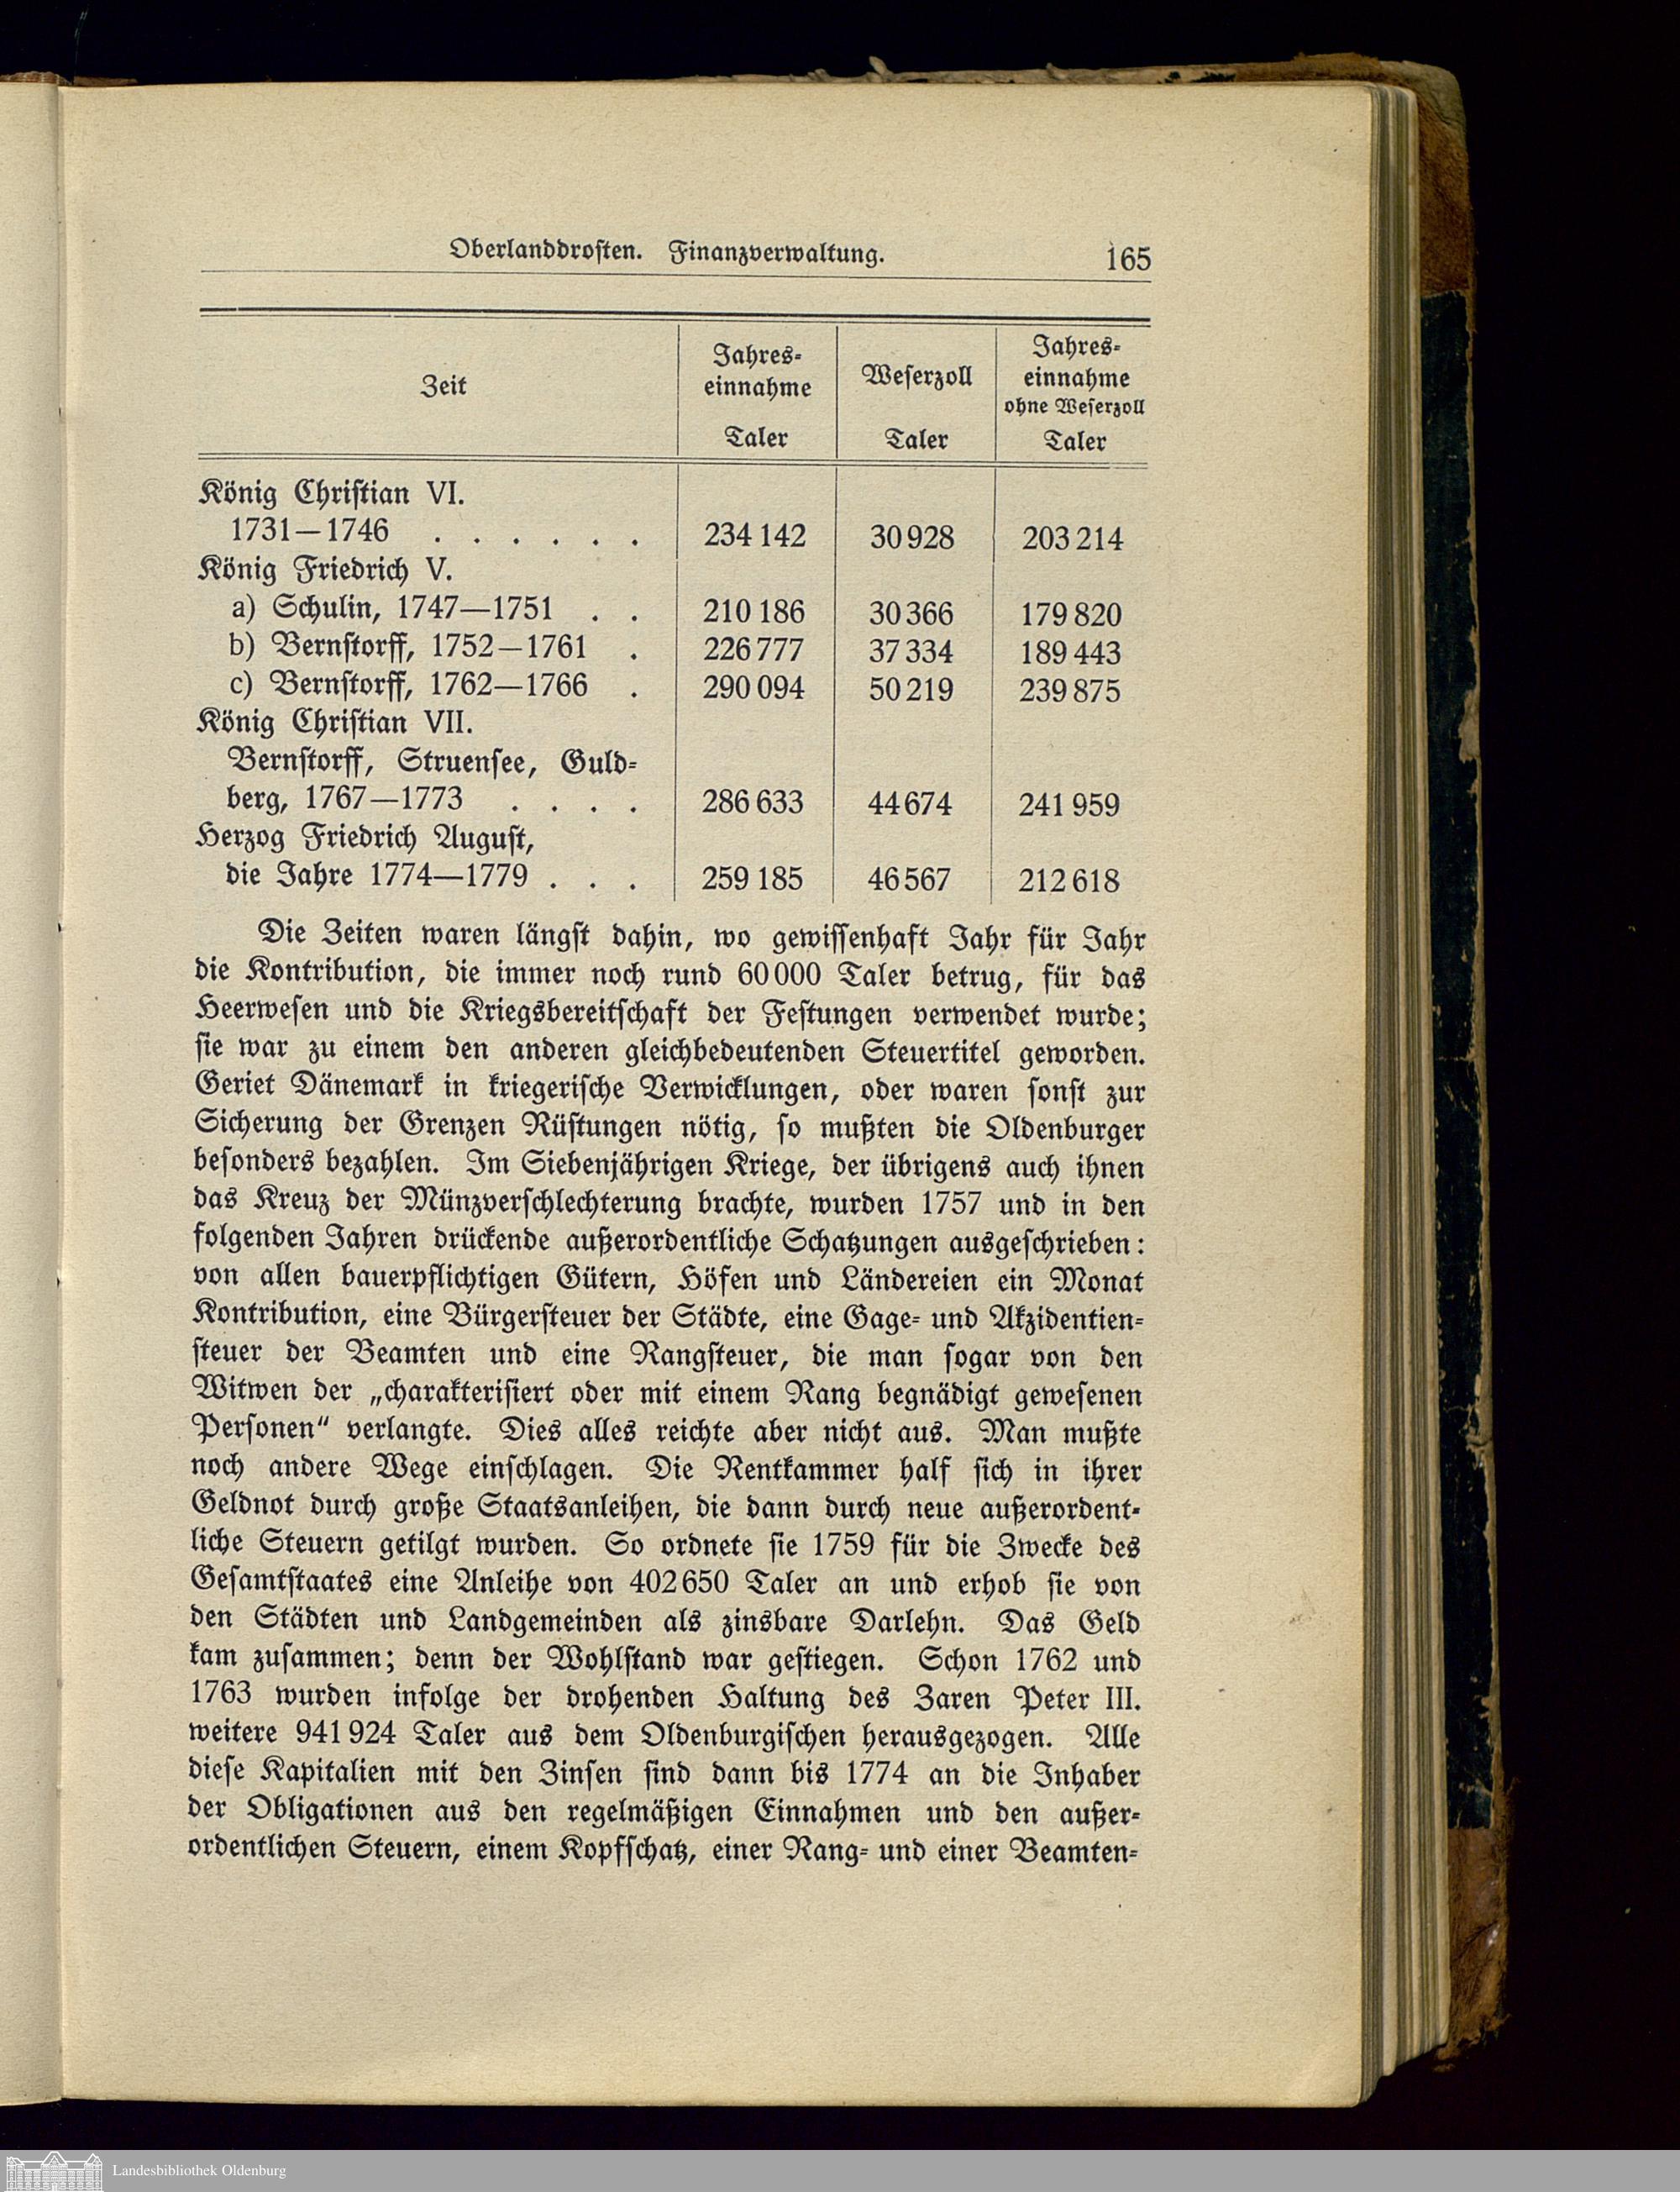 Oberlanddrosten. Finanzverwaltung. 165
Zeit
Jahres-
einnahme
Taler
Weserzoll
Taler
Jahres-
einnahme
ohne Weserzoll
Taler
König Christian VI.
1731—1746 . . . . . . 234 142 30 928 203 214
König Friedrich V.
a) Schulin, 1747—1751 . . 210 186 30 366 179 820
b) Bernstorff, 1752—1761 . 226 777 37 334 189 443
c) Bernstorff, 1762—1766 . 290 094 50 219 239 875
König Christian VII.
Bernstorff, Struensee, Guld-
berg, 1767—1773 . . . . 286 633 44 674 241 959
Herzog Friedrich August,
die Jahre 1774—1779 . . . 259 185 46 567 212 618
Die Zeiten waren längst dahin, wo gewissenhaft Jahr für Jahr
die Kontribution, die immer noch rund 60 000 Taler betrug, für das
Heerwesen und die Kriegsbereitschaft der Festungen verwendet wurde;
sie war zu einem den anderen gleichbedeutenden Steuertitel geworden.
Geriet Dänemark in kriegerische Verwicklungen, oder waren sonst zur
Sicherung der Grenzen Rüstungen nötig, so mußten die Oldenburger
besonders bezahlen. Im Siebenjährigen Kriege, der übrigens auch ihnen
das Kreuz der Münzverschlechterung brachte, wurden 1757 und in den
folgenden Jahren drückende außerordentliche Schatzungen ausgeschrieben:
von allen bauerpflichtigen Gütern, Höfen und Ländereien ein Monat
Kontribution, eine Bürgersteuer der Städte, eine Gage- und Akzidentien-
steuer der Beamten und eine Rangsteuer, die man sogar von den
Witwen der „charakterisiert oder mit einem Rang begnädigt gewesenen
Personen“ verlangte. Dies alles reichte aber nicht aus. Man mußte
noch andere Wege einschlagen. Die Rentkammer half sich in ihrer
Geldnot durch große Staatsanleihen, die dann durch neue außerordent-
liche Steuern getilgt wurden. So ordnete sie 1759 für die Zwecke des
Gesamtstaates eine Anleihe von 402 650 Taler an und erhob sie von
den Städten und Landgemeinden als zinsbare Darlehn. Das Geld
kam zusammen; denn der Wohlstand war gestiegen. Schon 1762 und
1763 wurden infolge der drohenden Haltung des Zaren Peter III.
weitere 941 924 Taler aus dem Oldenburgischen herausgezogen. Alle
diese Kapitalien mit den Zinsen sind dann bis 1774 an die Inhaber
der Obligationen aus den regelmäßigen Einnahmen und den außer-
ordentlichen Steuern, einem Kopfschatz, einer Rang- und einer Beamten-
Landesbibliothek Oldenburg